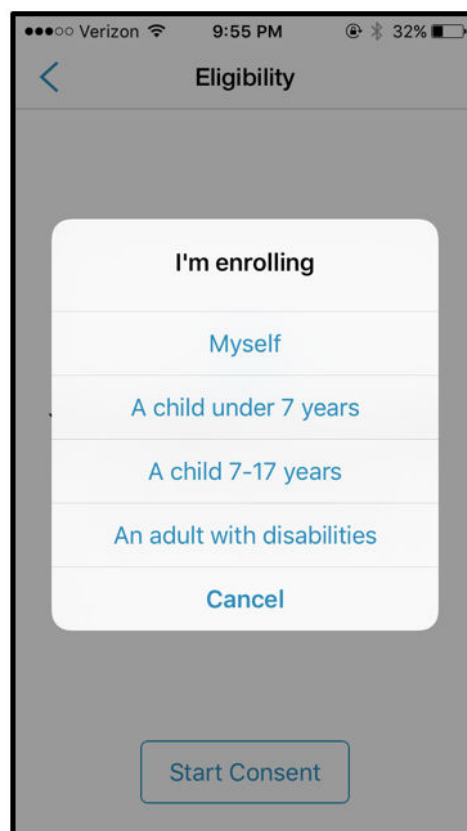 Verizon 9:55 PM 32%
Eligibility
I'm enrolling
Myself
A child under 7 years
A child 7-17 years
An adult with disabilities
Cancel
Start Consent